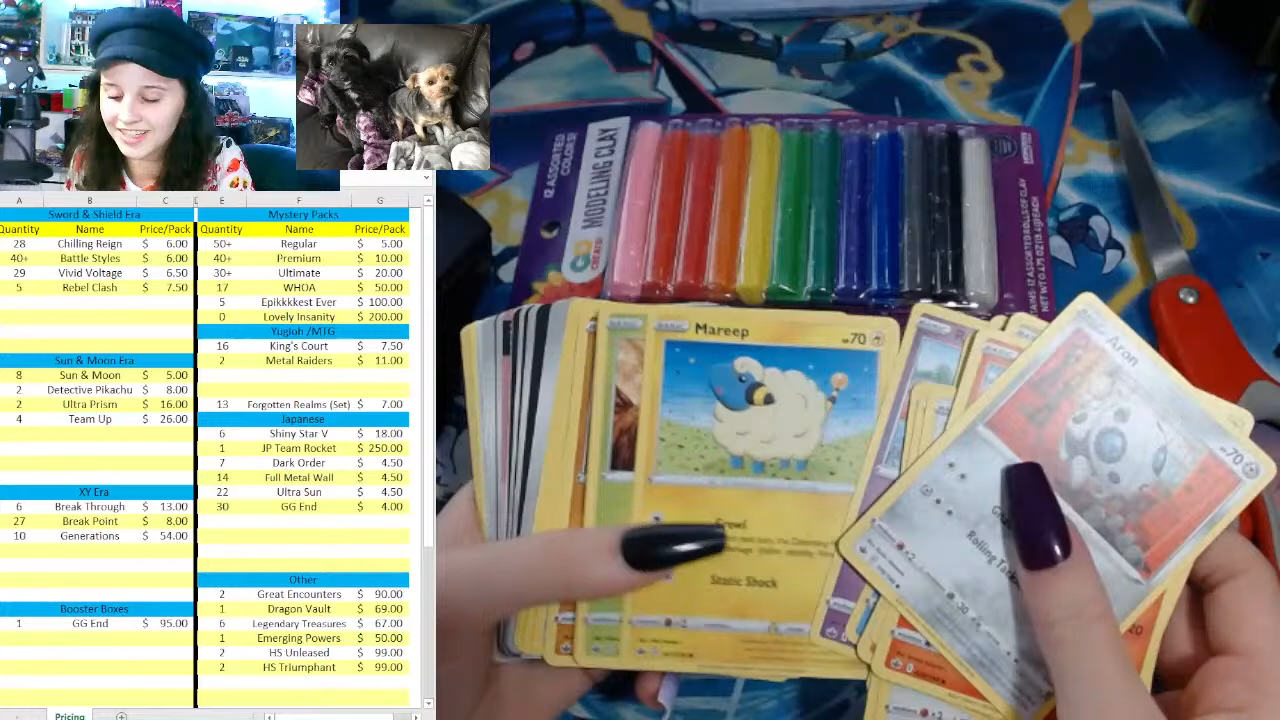 A B C D E F G
Sword & Shield Era
Quantity Name Price/Pack
28 Chilling Reign $ 6.00
40+ Battle Styles $ 6.00
29 Vivid Voltage $ 6.50
5 Rebel Clash $ 7.50
Sun & Moon Era
8 Sun & Moon $ 5.00
2 Detective Pikachu $ 8.00
2 Ultra Prism $ 16.00
4 Team Up $ 26.00
XY Era
6 Break Through $ 13.00
27 Break Point $ 8.00
10 Generations $ 54.00
Booster Boxes
1 GG End $ 95.00
Pricing
Mystery Packs
Quantity Name Price/Pack
50+ Regular $ 5.00
40+ Premium $ 10.00
30+ Ultimate $ 20.00
17 WHOA $ 50.00
5 Epikkkkest Ever $ 100.00
0 Lovely Insanity $ 200.00
Yugioh /MTG
16 King's Court $ 7.50
2 Metal Raiders $ 11.00
13 Forgotten Realms (Set) $ 7.00
Japanese
6 Shiny Star V $ 18.00
1 JP Team Rocket $ 250.00
7 Dark Order $ 4.50
14 Full Metal Wall $ 4.50
22 Ultra Sun $ 4.50
30 GG End $ 4.00
Other
2 Great Encounters $ 90.00
1 Dragon Vault $ 69.00
6 Legendary Treasures $ 67.00
1 Emerging Powers $ 50.00
2 HS Unleased $ 99.00
2 HS Triumphant $ 99.00
12 ASSORTED
COLORS!
MODELING CLAY
Mareep
70
Growl
Static Shock
Aron
70
Rolling
30